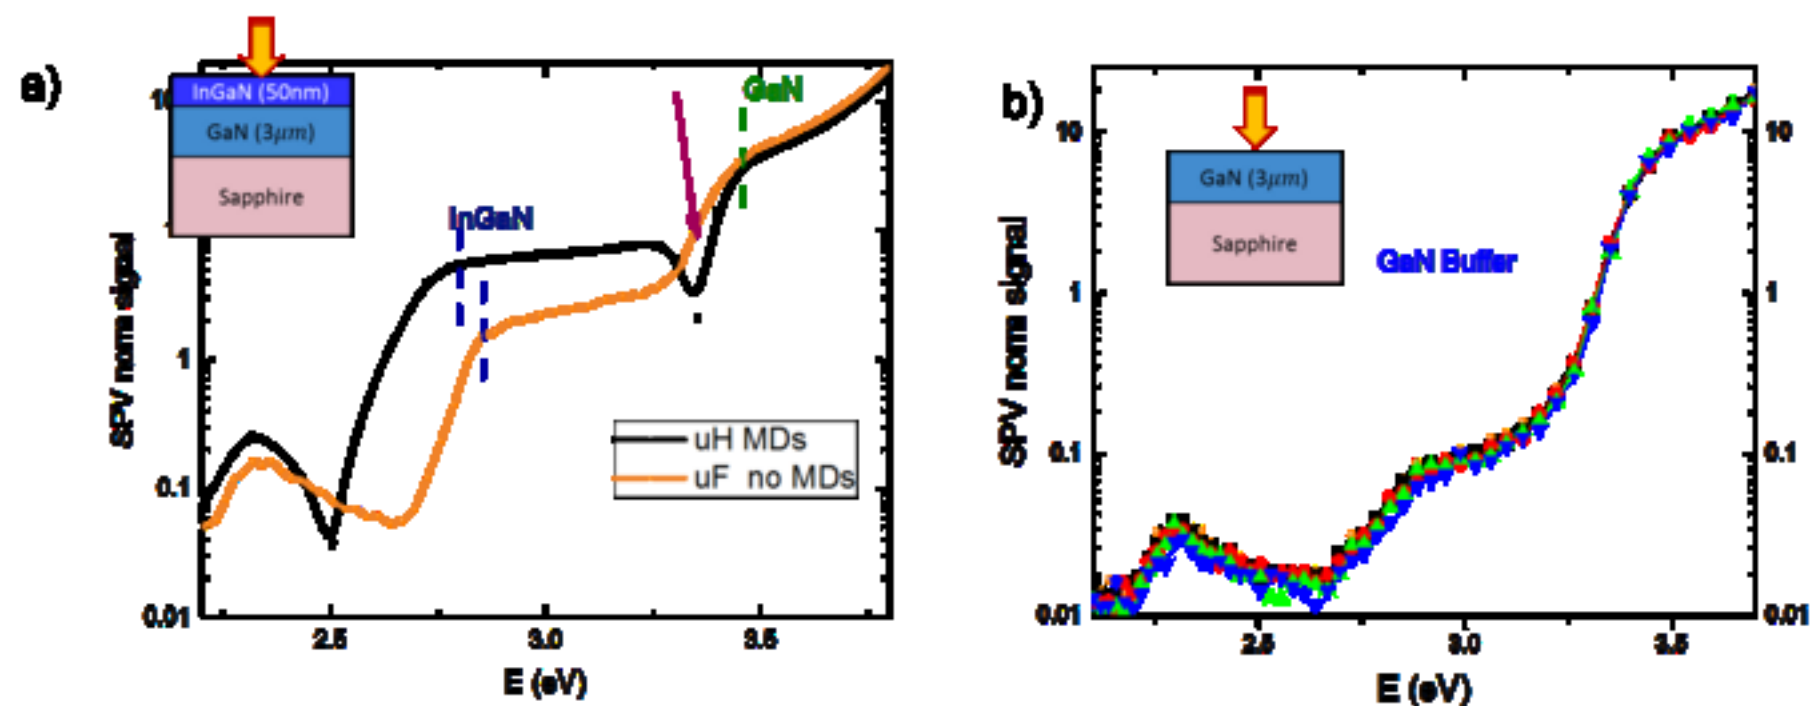 a)
InGaN (50nm)
GaN (3μm)
Sapphire
GaN
InGaN
uH MDs
uF no MDs
SPV norm signal
10
1
0.1
0.01
2.5
3.0
3.5
E (eV)
b)
GaN (3μm)
Sapphire
GaN Buffer
SPV norm signal
10
1
0.1
0.01
10
1
0.1
0.01
2.5
3.0
3.5
E (eV)